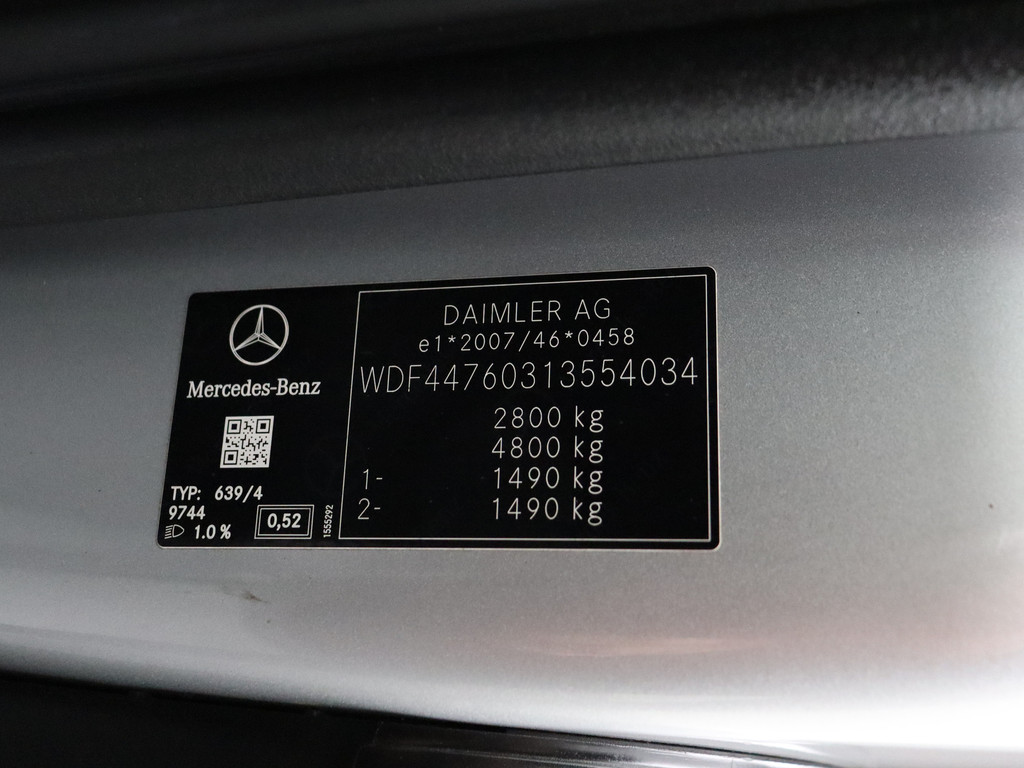 Mercedes-Benz
TYP: 639/4
9744
1.0 %
0,52
1555292
DAIMLER AG
e1*2007/46*0458
WDF44760313554034
2800 kg
4800 kg
1- 1490 kg
2- 1490 kg